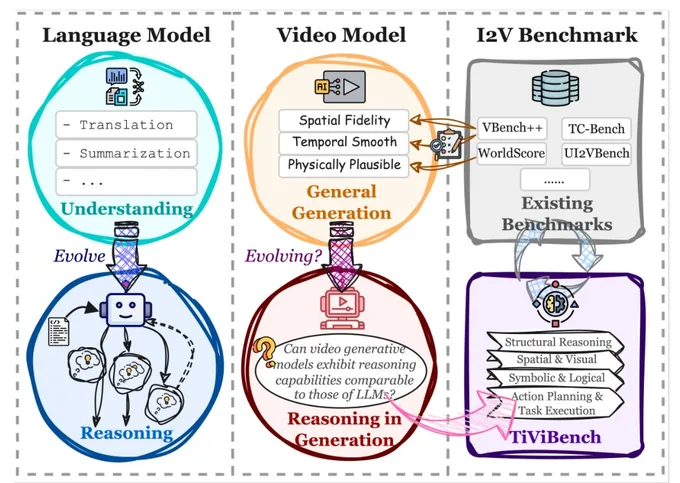 Language Model
- Translation
- Summarization
- ...
Understanding
Evolve
Reasoning
Video Model
AI
Spatial Fidelity
Temporal Smooth
Physically Plausible
General
Generation
Evolving?
?
Can video generative
models exhibit reasoning
capabilities comparable
to those of LLMs?
Reasoning in
Generation
I2V Benchmark
VBench++
TC-Bench
WorldScore
UI2VBench
......
Existing
Benchmarks
Structural Reasoning
Spatial & Visual
Symbolic & Logical
Action Planning &
Task Execution
TiViBench